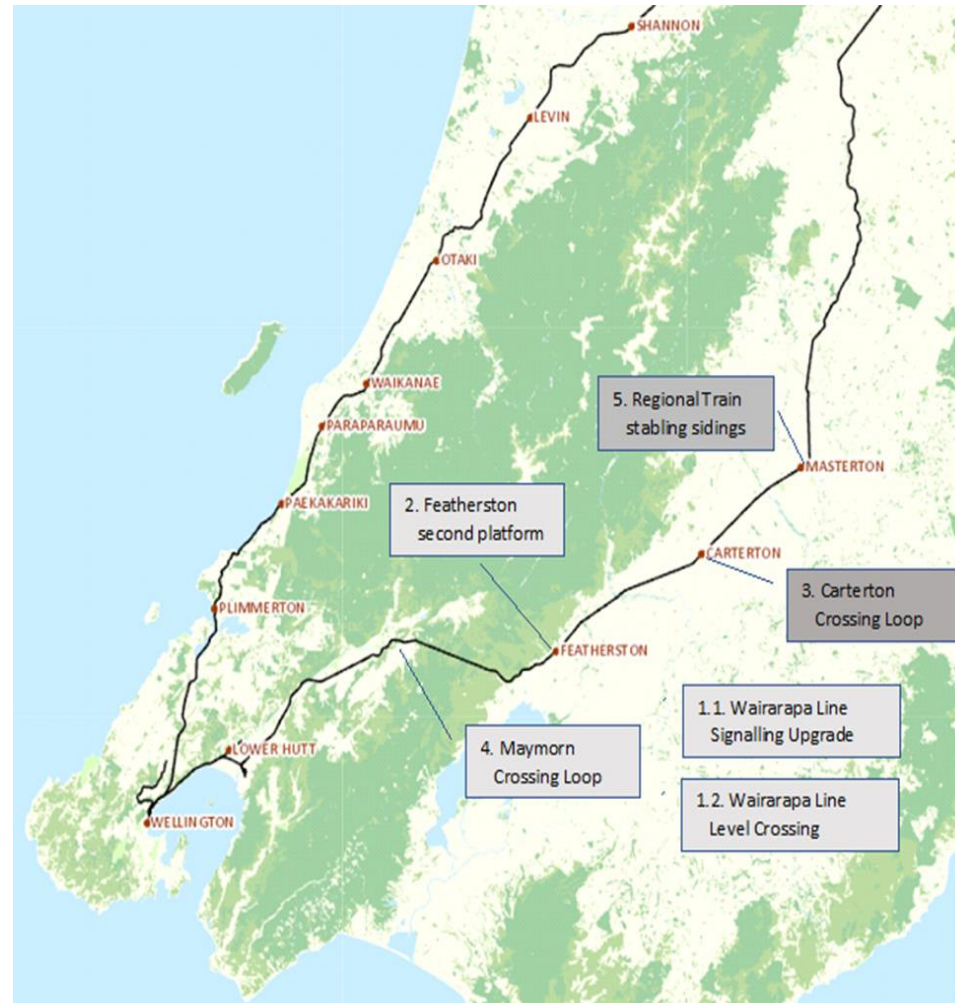 SHANNON
LEVIN
OTAKI
WAIKANAE
5. Regional Train
stabling sidings
PARAPARAUMU
MASTERTON
PAEKAKARIKI
2. Featherston
second platform
CARTERTON
3. Carterton
Crossing Loop
PLIMMERTON
FEATHERSTON
1.1. Wairarapa Line
Signalling Upgrade
LOWER HUTT
4. Maymorn
Crossing Loop
1.2. Wairarapa Line
Level Crossing
WELLINGTON